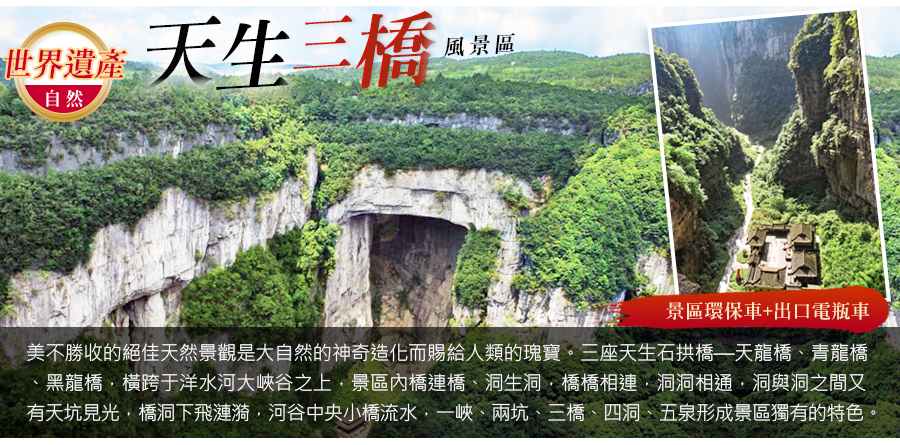 世界遺產
自然
天生三橋 風景區
景區環保車+出口電瓶車
美不勝收的絕佳天然景觀是大自然的神奇造化而賜給人類的瑰寶。三座天生石拱橋—天龍橋、青龍橋
、黑龍橋，橫跨于洋水河大峽谷之上，景區內橋連橋、洞生洞，橋橋相連，洞洞相通，洞與洞之間又
有天坑見光，橋洞下飛漣漪，河谷中央小橋流水，一峽、兩坑、三橋、四洞、五泉形成景區獨有的特色。